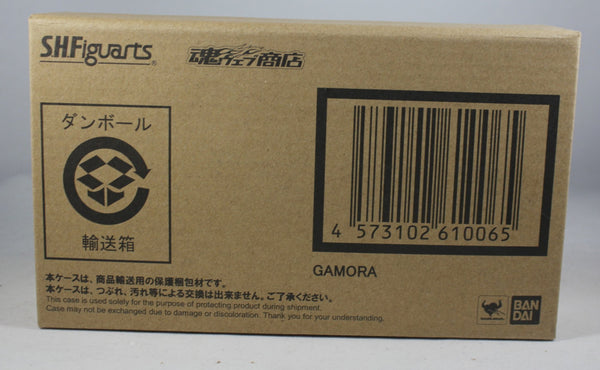 S.H.Figuarts®
魂ウェブ商店
ダンボール
輸送箱
4 573102 610065
GAMORA
本ケースは、商品輸送用の保護梱包材です。
本ケースは、つぶれ、汚れ等による交換は出来ません。ご了承ください。
This case is used solely for the purpose of protecting product during shipment.
Case may not be exchanged due to damage or discoloration. Thank you for your understanding.
BAN
DAI